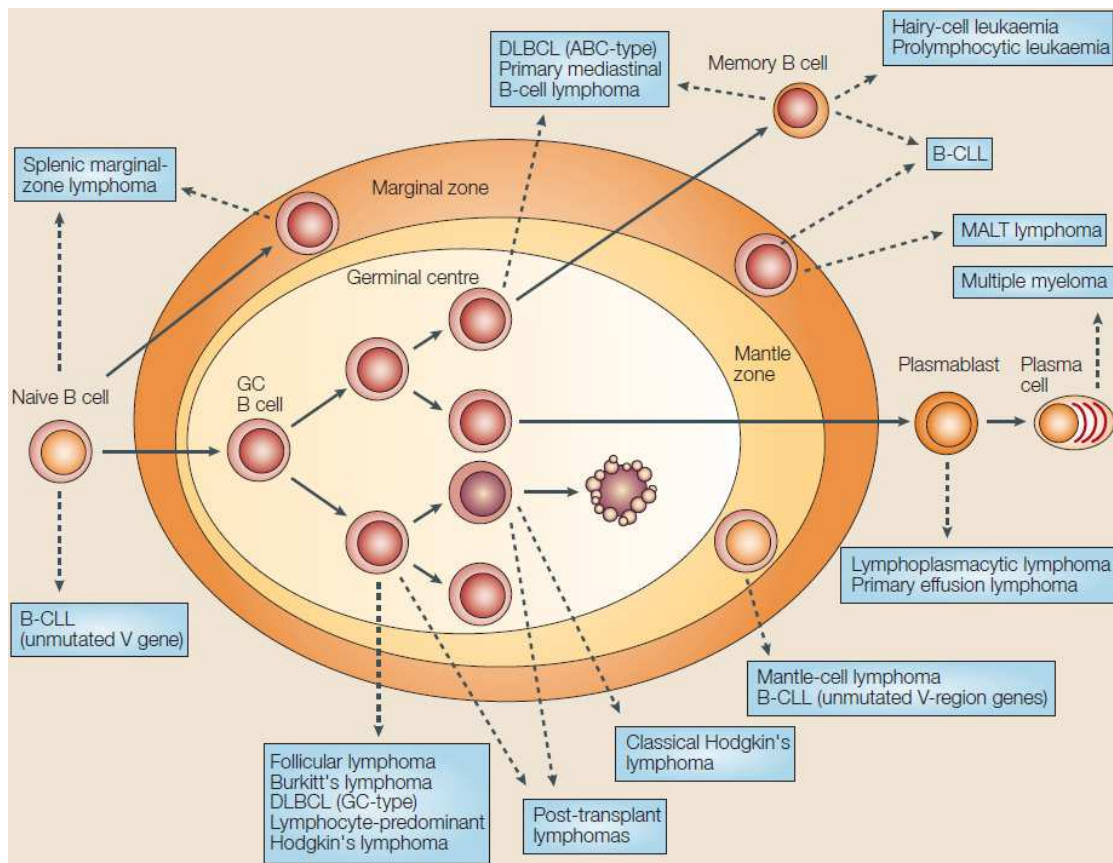 Hairy-cell leukaemia
Prolymphocytic leukaemia
DLBCL (ABC-type)
Primary mediastinal
B-cell lymphoma
Memory B cell
B-CLL
Splenic marginal-
zone lymphoma
Marginal zone
MALT lymphoma
Multiple myeloma
Germinal centre
Mantle
zone
Plasmablast
Plasma
cell
Naive B cell
GC
B cell
Lymphoplasmacytic lymphoma
Primary effusion lymphoma
B-CLL
(unmutated V gene)
Mantle-cell lymphoma
B-CLL (unmutated V-region genes)
Classical Hodgkin's
lymphoma
Follicular lymphoma
Burkitt's lymphoma
DLBCL (GC-type)
Lymphocyte-predominant
Hodgkin's lymphoma
Post-transplant
lymphomas